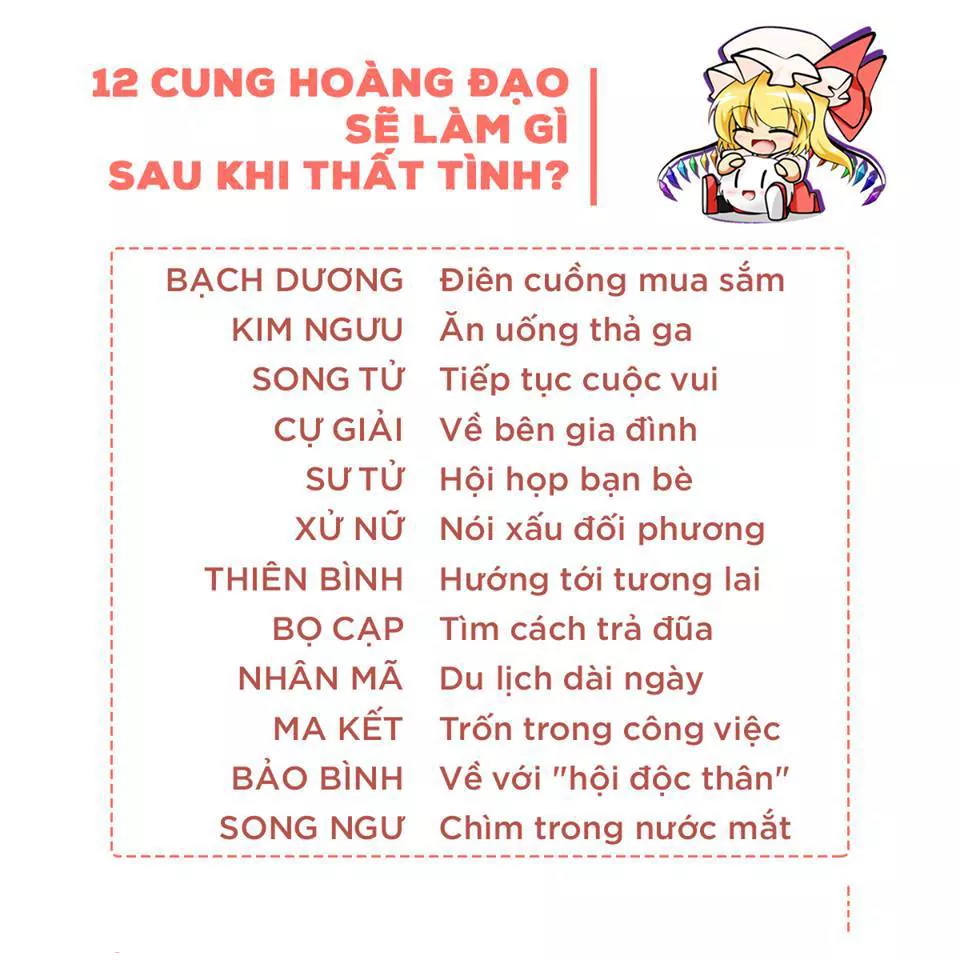 12 CUNG HOÀNG ĐẠO
SẼ LÀM GÌ
SAU KHI THẤT TÌNH?
BẠCH DƯƠNG Điên cuồng mua sắm
KIM NGƯU Ăn uống thả ga
SONG TỬ Tiếp tục cuộc vui
CỰ GIẢI Về bên gia đình
SƯ TỬ Hội họp bạn bè
XỬ NỮ Nói xấu đối phương
THIÊN BÌNH Hướng tới tương lai
BỌ CẠP Tìm cách trả đũa
NHÂN MÃ Du lịch dài ngày
MA KẾT Trốn trong công việc
BẢO BÌNH Về với "hội độc thân"
SONG NGƯ Chìm trong nước mắt